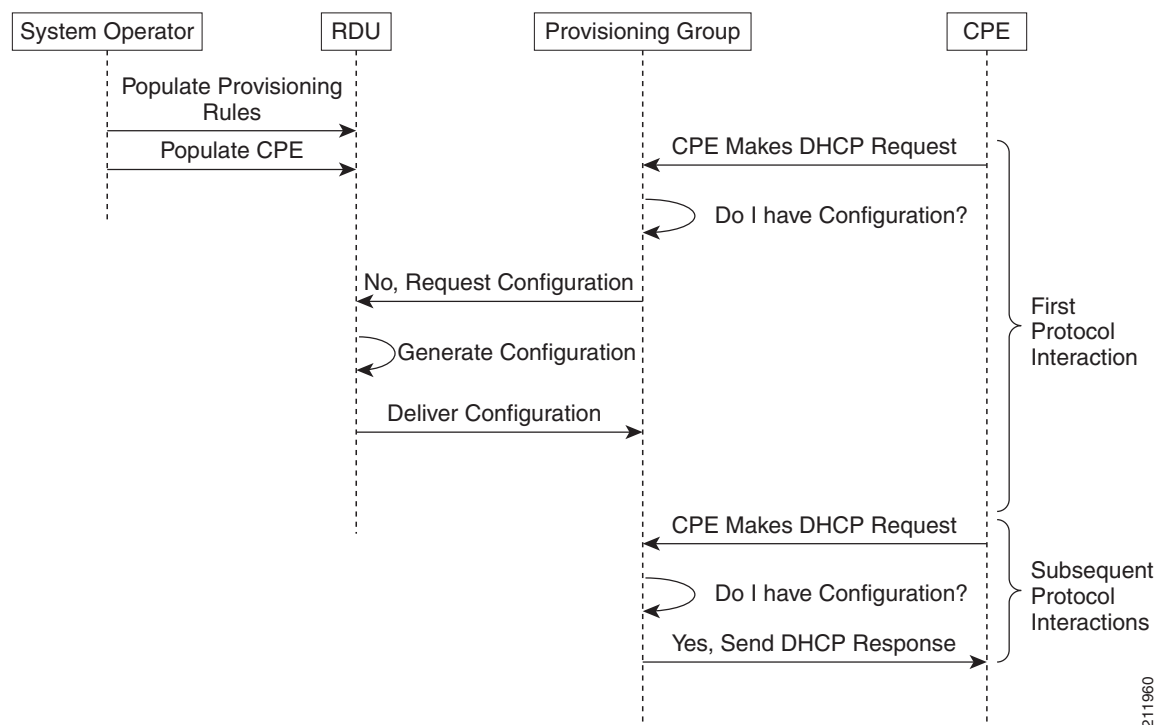 System Operator
RDU
Provisioning Group
CPE
Populate Provisioning
Rules
Populate CPE
CPE Makes DHCP Request
Do I have Configuration?
No, Request Configuration
Generate Configuration
Deliver Configuration
First
Protocol
Interaction
CPE Makes DHCP Request
Do I have Configuration?
Yes, Send DHCP Response
Subsequent
Protocol
Interactions
211960